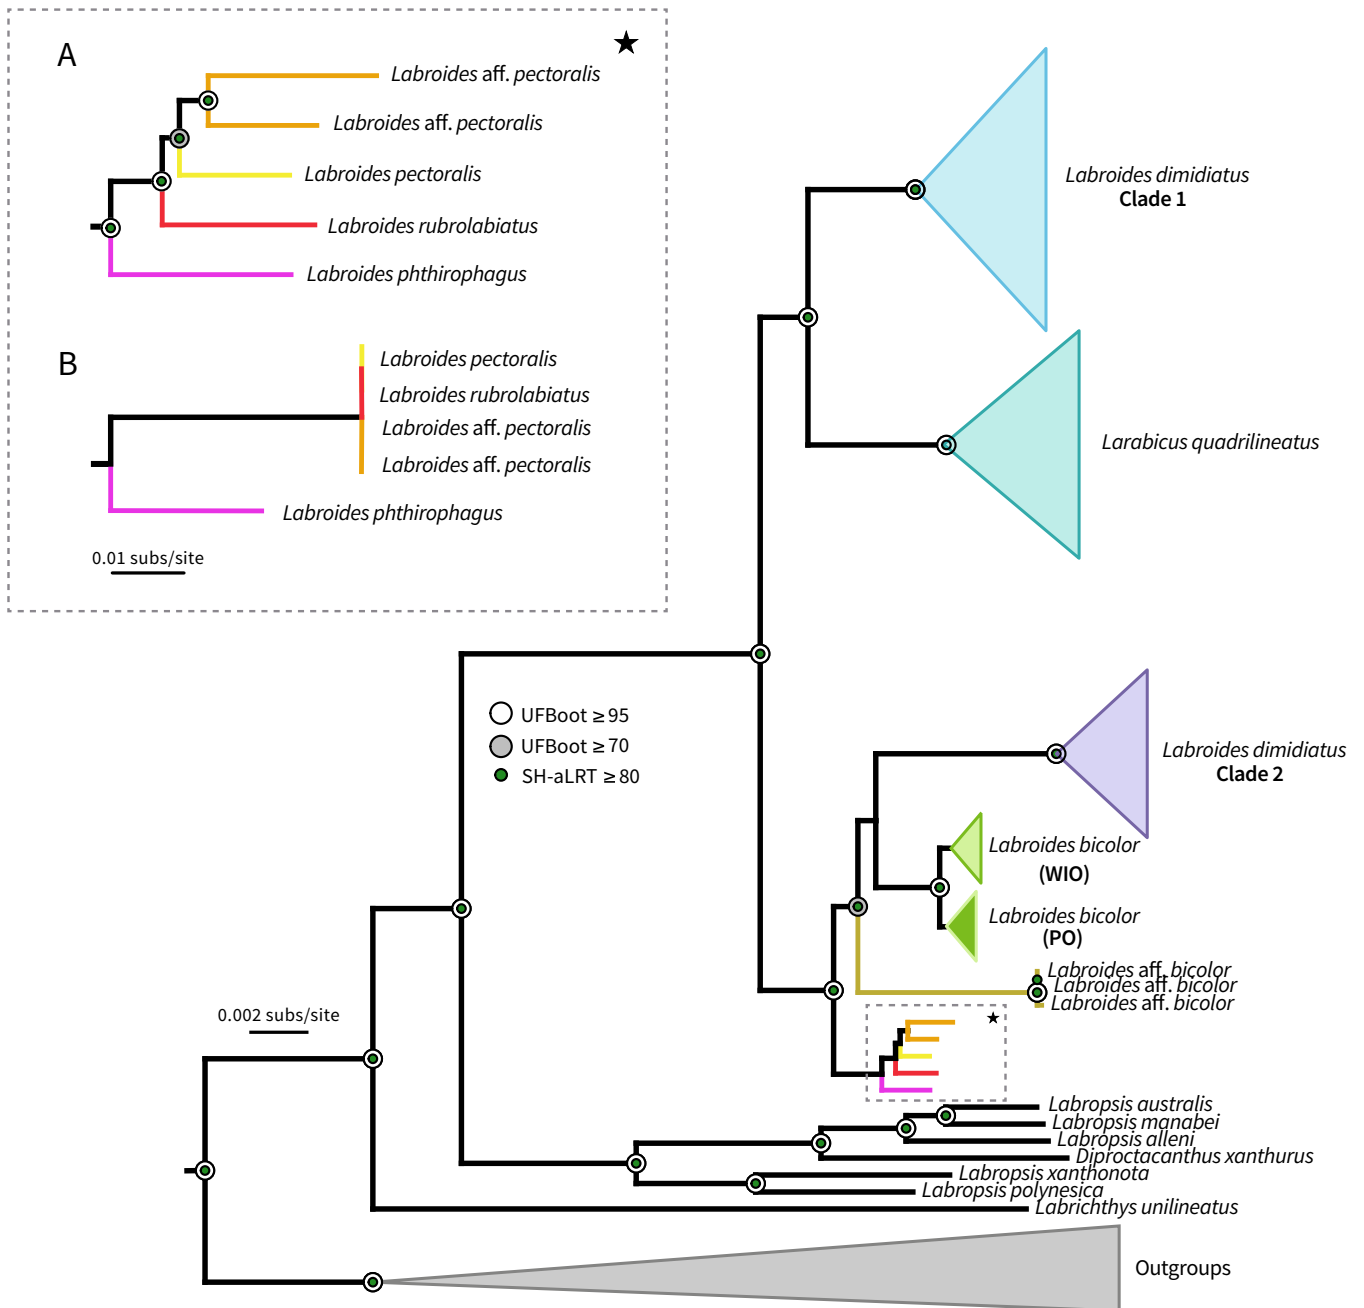 A
Labroides aff. pectoralis
Labroides aff. pectoralis
Labroides pectoralis
Labroides rubrolabiatus
Labroides phthirophagus
B
Labroides pectoralis
Labroides rubrolabiatus
Labroides aff. pectoralis
Labroides aff. pectoralis
Labroides phthirophagus
0.01 subs/site
Labroides dimidiatus
Clade 1
Larabicus quadrilineatus
UFBoot ≥ 95
UFBoot ≥ 70
SH-aLRT ≥ 80
Labroides dimidiatus
Clade 2
Labroides bicolor
(WIO)
Labroides bicolor
(PO)
Labroides aff. bicolor
Labroides aff. bicolor
Labroides aff. bicolor
0.002 subs/site
Labropsis australis
Labropsis manabei
Labropsis alleni
Diproctacanthus xanthurus
Labropsis xanthonota
Labropsis polynesica
Labrichthys unilineatus
Outgroups